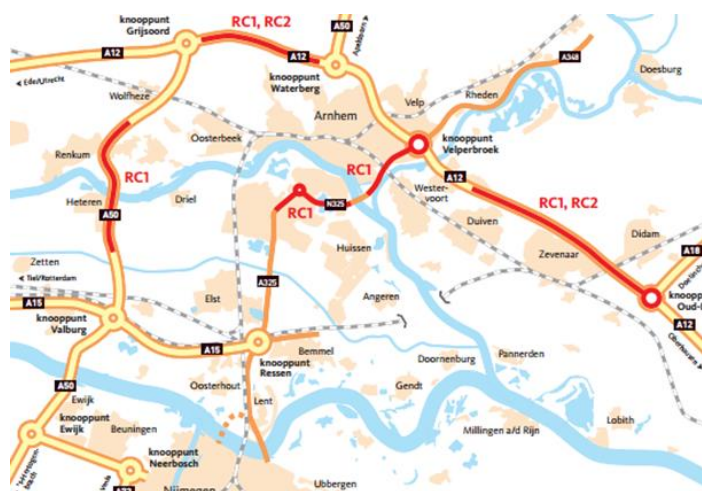 knooppunt
Grijsoord
RC1, RC2
A50
Apeldoorn
A12
A12
Ede/Utrecht
knooppunt
Waterberg
A348
Doesburg
Wolfheze
Velp
Rheden
Arnhem
Oosterbeek
knooppunt
Velperbroek
Renkum
RC1
RC1
A12
Wester-
voort
RC1, RC2
Heteren
Driel
N325
RC1
A50
Duiven
Didam
Huissen
Zevenaar
A18
Zetten
Tiel/Rotterdam
A325
Elst
Angeren
A15
A12
Oberhausen
knooppunt
Valburg
A15
Bemmel
knooppunt
Ressen
Doornenburg
Pannerden
A50
Oosterhout
Gendt
Ewijk
Lent
Lobith
knooppunt
Ewijk
Beuningen
Millingen a/d Rijn
knooppunt
Neerbosch
Ubbergen
Nijmegen